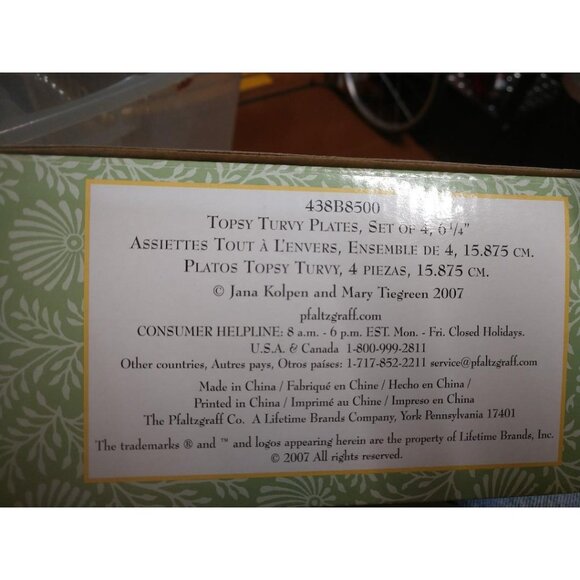 438B8500
Topsy Turvy Plates, Set of 4, 6 1/4"
Assiettes Tout à L'envers, Ensemble de 4, 15.875 cm.
Platos Topsy Turvy, 4 piezas, 15.875 cm.
© Jana Kolpen and Mary Tiegreen 2007
pfaltzgraff.com
CONSUMER HELPLINE: 8 a.m. - 6 p.m. EST. Mon. - Fri. Closed Holidays.
U.S.A. & Canada 1-800-999-2811
Other countries, Autres pays, Otros países: 1-717-852-2211 service@pfaltzgraff.com
Made in China / Fabriqué en Chine / Hecho en China /
Printed in China / Imprimé au Chine / Impreso en China
The Pfaltzgraff Co. A Lifetime Brands Company, York Pennsylvania 17401
The trademarks ® and ™ and logos appearing herein are the property of Lifetime Brands, Inc.
© 2007 All rights reserved.